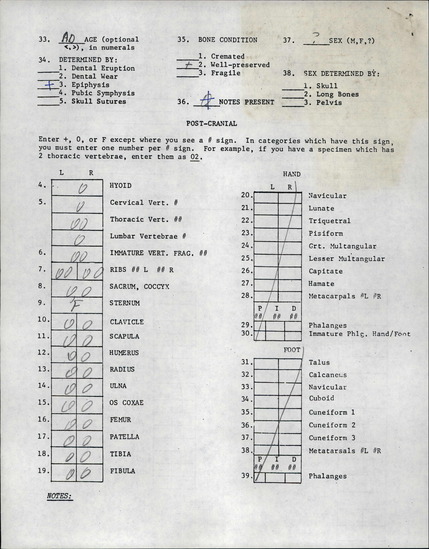 33. AD AGE (optional <,>), in numerals
34. DETERMINED BY:
1. Dental Eruption
2. Dental Wear
+ 3. Epiphysis
4. Pubic Symphysis
5. Skull Sutures
35. BONE CONDITION
1. Cremated
+ 2. Well-preserved
3. Fragile
36. NOTES PRESENT
37. ? SEX (M,F,?)
38. SEX DETERMINED BY:
1. Skull
2. Long Bones
3. Pelvis
POST-CRANIAL
Enter +, 0, or F except where you see a # sign. In categories which have this sign,
you must enter one number per # sign. For example, if you have a specimen which has
2 thoracic vertebrae, enter them as 02.
L R
4. 0 HYOID
5. 0 Cervical Vert. #
00 Thoracic Vert. ##
0 Lumbar Vertebrae #
6. 00 IMMATURE VERT. FRAG. ##
7. 00 00 RIBS ## L ## R
8. 0 0 SACRUM, COCCYX
9. F STERNUM
10. 0 0 CLAVICLE
11. 0 0 SCAPULA
12. 0 0 HUMERUS
13. 0 0 RADIUS
14. 0 0 ULNA
15. 0 0 OS COXAE
16. 0 0 FEMUR
17. 0 0 PATELLA
18. 0 0 TIBIA
19. 0 0 FIBULA
NOTES:
HAND
L R
20. Navicular
21. Lunate
22. Triquetral
23. Pisiform
24. Grt. Multangular
25. Lesser Multangular
26. Capitate
27. Hamate
28. Metacarpals #L #R
P I D
## ## ##
29. Phalanges
30. Immature Phlg. Hand/Foot
FOOT
31. Talus
32. Calcaneus
33. Navicular
34. Cuboid
35. Cuneiform 1
36. Cuneiform 2
37. Cuneiform 3
38. Metatarsals #L #R
P I D
## ## ##
39. Phalanges